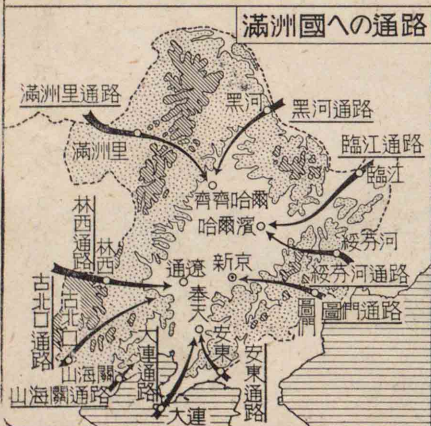 滿洲國への通路
滿洲里通路
滿洲里
黑河
黑河通路
臨江通路
臨江
齊齊哈爾
哈爾濱
綏芬河
綏芬河通路
新京
圖們
圖們通路
林西通路
林西
通遼
奉天
古北口通路
古北口
山海關
山海關通路
大連通路
大連
安東
安東通路